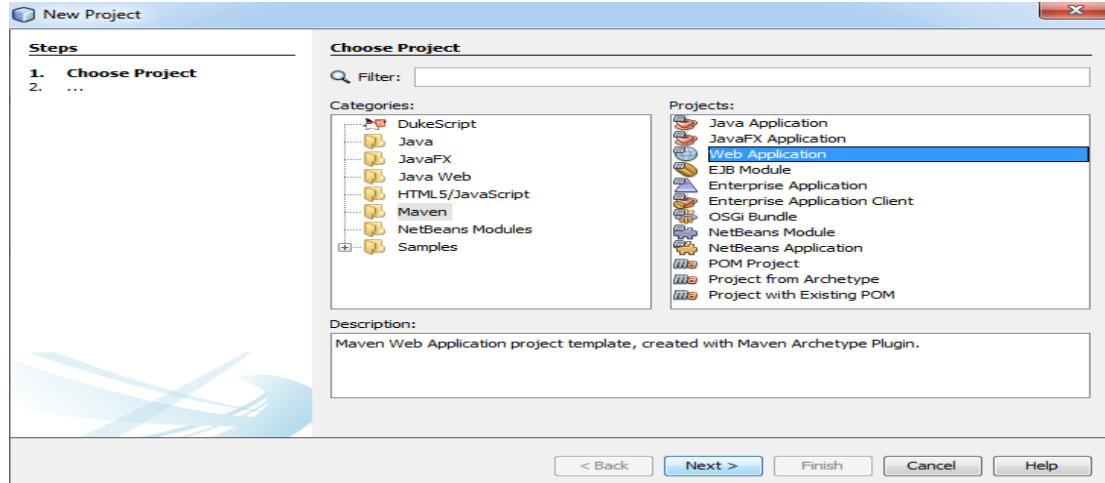 New Project
Steps
1. Choose Project
2. ...
Choose Project
Filter:
Categories:
DukeScript
Java
JavaFX
Java Web
HTML5/JavaScript
Maven
NetBeans Modules
Samples
Projects:
Java Application
JavaFX Application
Web Application
EJB Module
Enterprise Application
Enterprise Application Client
OSGi Bundle
NetBeans Module
NetBeans Application
POM Project
Project from Archetype
Project with Existing POM
Description:
Maven Web Application project template, created with Maven Archetype Plugin.
< Back
Next >
Finish
Cancel
Help